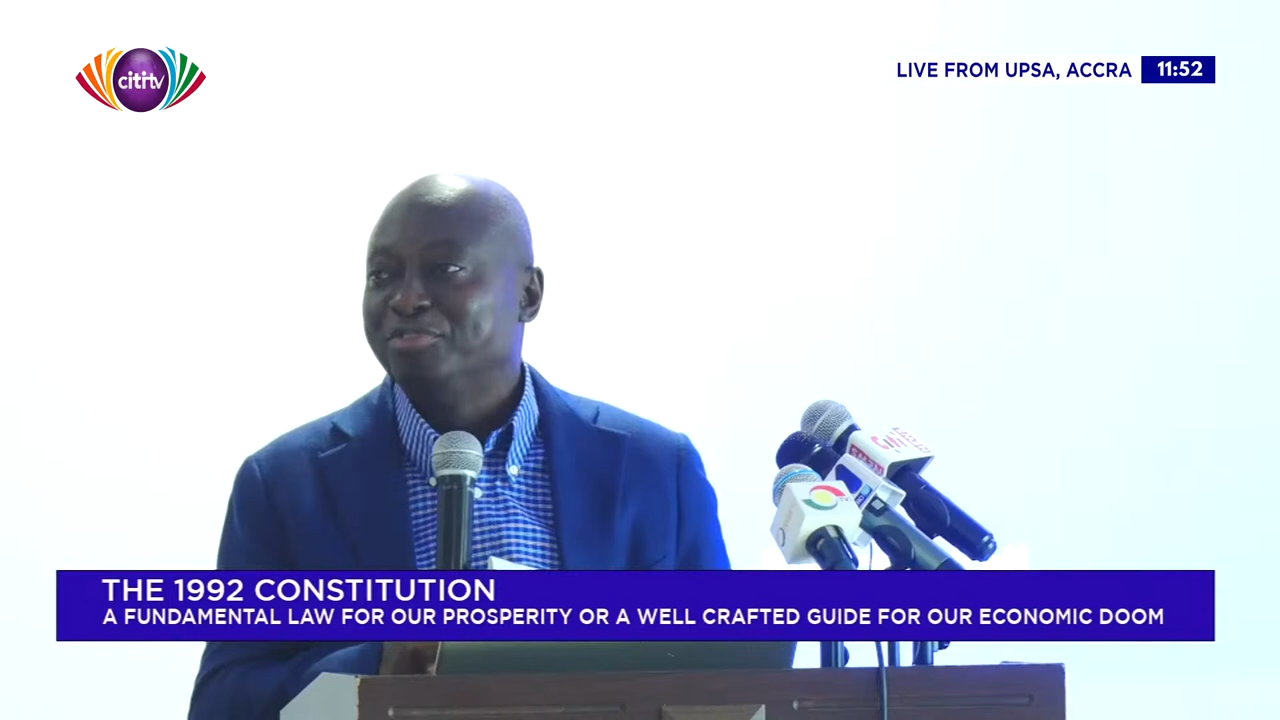 citi tv
LIVE FROM UPSA, ACCRA 11:52
THE 1992 CONSTITUTION
A FUNDAMENTAL LAW FOR OUR PROSPERITY OR A WELL CRAFTED GUIDE FOR OUR ECONOMIC DOOM